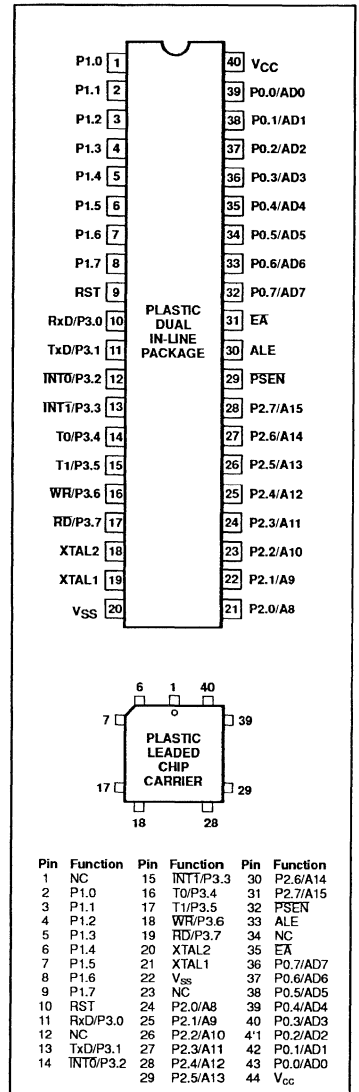 P1.0 1 40 VCC
P1.1 2 39 P0.0/AD0
P1.2 3 38 P0.1/AD1
P1.3 4 37 P0.2/AD2
P1.4 5 36 P0.3/AD3
P1.5 6 35 P0.4/AD4
P1.6 7 34 P0.5/AD5
P1.7 8 33 P0.6/AD6
RST 9 32 P0.7/AD7
RxD/P3.0 10 31 EA
TxD/P3.1 11 30 ALE
INT0/P3.2 12 29 PSEN
INT1/P3.3 13 28 P2.7/A15
T0/P3.4 14 27 P2.6/A14
T1/P3.5 15 26 P2.5/A13
WR/P3.6 16 25 P2.4/A12
RD/P3.7 17 24 P2.3/A11
XTAL2 18 23 P2.2/A10
XTAL1 19 22 P2.1/A9
VSS 20 21 P2.0/A8
PLASTIC
DUAL
IN-LINE
PACKAGE
6 1 40
7 39
PLASTIC
LEADED
CHIP
CARRIER
17 29
18 28
Pin Function Pin Function Pin Function
1 NC 15 INT1/P3.3 30 P2.6/A14
2 P1.0 16 T0/P3.4 31 P2.7/A15
3 P1.1 17 T1/P3.5 32 PSEN
4 P1.2 18 WR/P3.6 33 ALE
5 P1.3 19 RD/P3.7 34 NC
6 P1.4 20 XTAL2 35 EA
7 P1.5 21 XTAL1 36 P0.7/AD7
8 P1.6 22 VSS 37 P0.6/AD6
9 P1.7 23 NC 38 P0.5/AD5
10 RST 24 P2.0/A8 39 P0.4/AD4
11 RxD/P3.0 25 P2.1/A9 40 P0.3/AD3
12 NC 26 P2.2/A10 4'1 P0.2/AD2
13 TxD/P3.1 27 P2.3/A11 42 P0.1/AD1
14 INT0/P3.2 28 P2.4/A12 43 P0.0/AD0
29 P2.5/A13 44 VCC